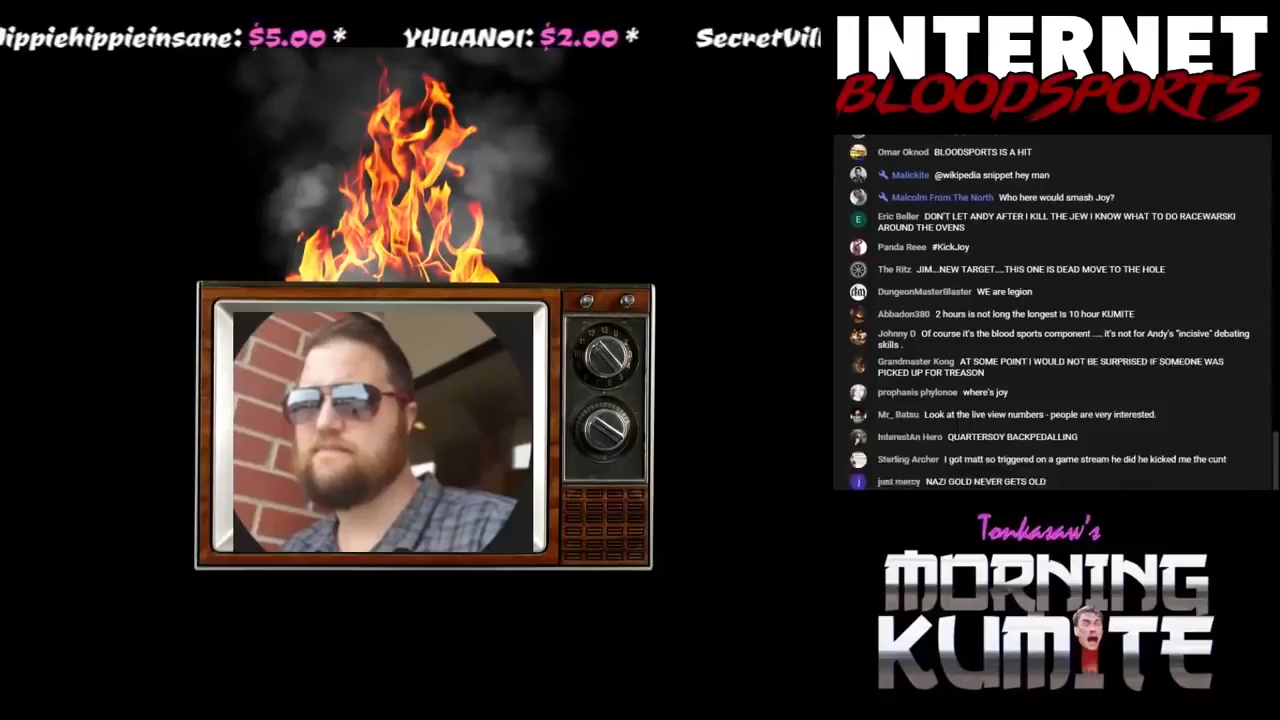 Dippiehippieinsane: $5.00 * YHUANOI: $2.00 * SecretVill
INTERNET
BLOODSPORTS
Omar Oknod BLOODSPORTS IS A HIT
Malickite @wikipedia snippet hey man
Malcolm From The North Who here would smash Joy?
Eric Beller DON'T LET ANDY AFTER I KILL THE JEW I KNOW WHAT TO DO RACEWARSKI
AROUND THE OVENS
Panda Reee #KickJoy
The Ritz JIM...NEW TARGET....THIS ONE IS DEAD MOVE TO THE HOLE
DungeonMasterBlaster WE are legion
Abbadon380 2 hours is not long the longest is 10 hour KUMITE
Johnny D Of course it's the blood sports component .... it's not for Andy's "incisive" debating
skills .
Grandmaster Kong AT SOME POINT I WOULD NOT BE SURPRISED IF SOMEONE WAS
PICKED UP FOR TREASON
prophasis phylonoe where's joy
Mr_ Batsu Look at the live view numbers - people are very interested.
InterestAn Hero QUARTERSOY BACKPEDALLING
Sterling Archer I got matt so triggered on a game stream he did he kicked me the cunt
just mercy NAZI GOLD NEVER GETS OLD
Tonkasaw's
MORNING
KUMITE